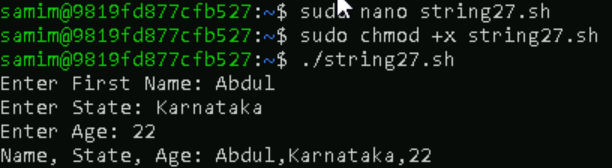 samim@9819fd877cfb527:~$ sudo nano string27.sh
samim@9819fd877cfb527:~$ sudo chmod +x string27.sh
samim@9819fd877cfb527:~$ ./string27.sh
Enter First Name: Abdul
Enter State: Karnataka
Enter Age: 22
Name, State, Age: Abdul,Karnataka,22